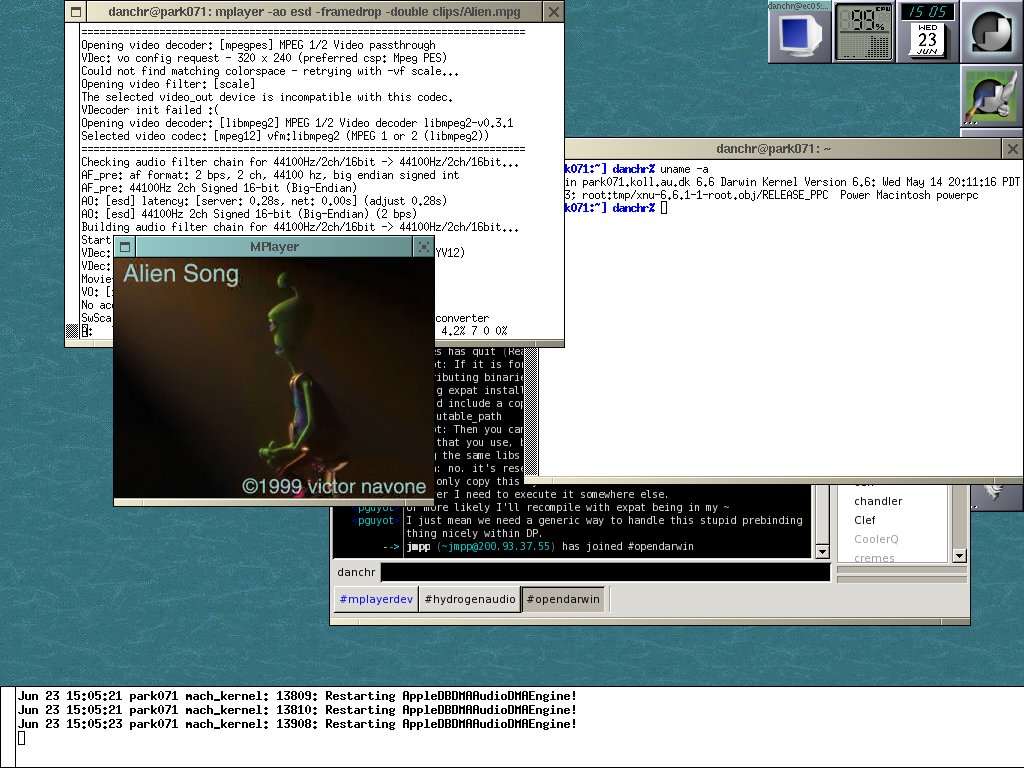 danchr@park071: mplayer -ao esd -framedrop -double clips/Alien.mpg
Opening video decoder: [mpegpes] MPEG 1/2 Video passthrough
VDec: vo config request - 320 x 240 (preferred csp: Mpeg PES)
Could not find matching colorspace - retrying with -vf scale...
Opening video filter: [scale]
The selected video_out device is incompatible with this codec.
VDecoder init failed :(
Opening video decoder: [libmpeg2] MPEG 1/2 Video decoder libmpeg2-v0.3.1
Selected video codec: [mpeg12] vfm:libmpeg2 (MPEG 1 or 2 (libmpeg2))
Checking audio filter chain for 44100Hz/2ch/16bit -> 44100Hz/2ch/16bit...
AF_pre: af format: 2 bps, 2 ch, 44100 hz, big endian signed int
AF_pre: 44100Hz 2ch Signed 16-bit (Big-Endian)
AO: [esd] latency: [server: 0.28s, net: 0.00s] (adjust 0.28s)
AO: [esd] 44100Hz 2ch Signed 16-bit (Big-Endian) (2 bps)
Building audio filter chain for 44100Hz/2ch/16bit -> 44100Hz/2ch/16bit...
Start
VDec: YV12)
VDec:
Movie
VO: [
No ac
SwSca converter
A: 4.2% 7 0 0%
MPlayer
Alien Song
©1999 victor navone
danchr@ec05:
99%
CPU
15 05
WED
23
JUN
danchr@park071: ~
k071:~] danchr% uname -a
in park071.koll.au.dk 6.6 Darwin Kernel Version 6.6: Wed May 14 20:11:16 PDT
3; root:tmp/xnu-6.6.1-1-root.obj/RELEASE_PPC Power Macintosh powerpc
k071:~] danchr%
es has quit (Rea
ot: If it is fo
ributing binarie
g expat install
d include a cop
utable_path
ot: Then you can
that you use, b
g the same libs
: no. it's rese
only copy this
er I need to execute it somewhere else.
pguyot or more likely I'll recompile with expat being in my ~
pguyot I just mean we need a generic way to handle this stupid prebinding
thing nicely within DP.
--> jmpp (~jmpp@200.93.37.55) has joined #opendarwin
chandler
Clef
CoolerQ
cremes
danchr
#mplayerdev
#hydrogenaudio
#opendarwin
Jun 23 15:05:21 park071 mach_kernel: 13809: Restarting AppleDBDMAAudioDMAEngine!
Jun 23 15:05:21 park071 mach_kernel: 13810: Restarting AppleDBDMAAudioDMAEngine!
Jun 23 15:05:23 park071 mach_kernel: 13908: Restarting AppleDBDMAAudioDMAEngine!